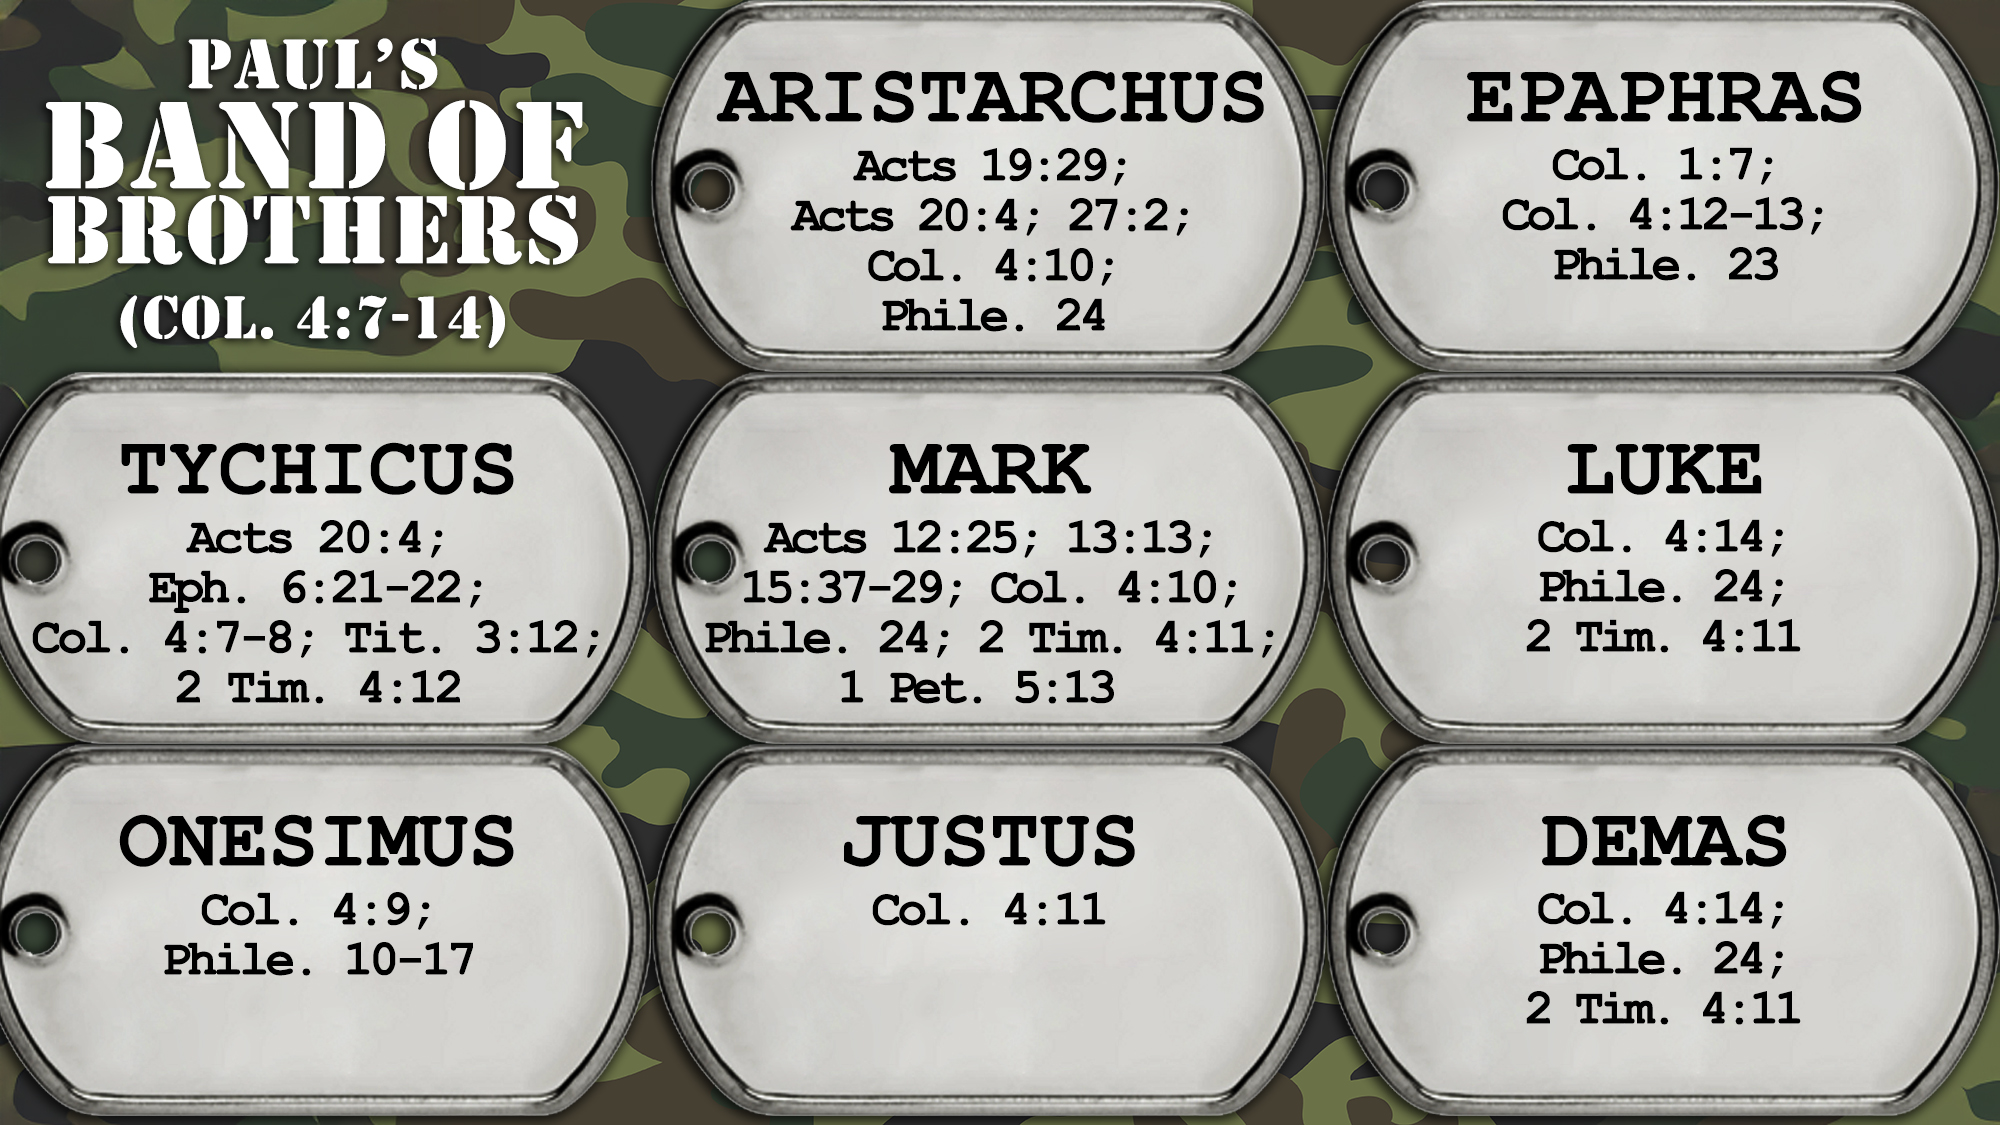 PAUL'S
BAND OF
BROTHERS
(COL. 4:7-14)
ARISTARCHUS
Acts 19:29;
Acts 20:4; 27:2;
Col. 4:10;
Phile. 24
EPAPHRAS
Col. 1:7;
Col. 4:12-13;
Phile. 23
TYCHICUS
Acts 20:4;
Eph. 6:21-22;
Col. 4:7-8; Tit. 3:12;
2 Tim. 4:12
MARK
Acts 12:25; 13:13;
15:37-29; Col. 4:10;
Phile. 24; 2 Tim. 4:11;
1 Pet. 5:13
LUKE
Col. 4:14;
Phile. 24;
2 Tim. 4:11
ONESIMUS
Col. 4:9;
Phile. 10-17
JUSTUS
Col. 4:11
DEMAS
Col. 4:14;
Phile. 24;
2 Tim. 4:11